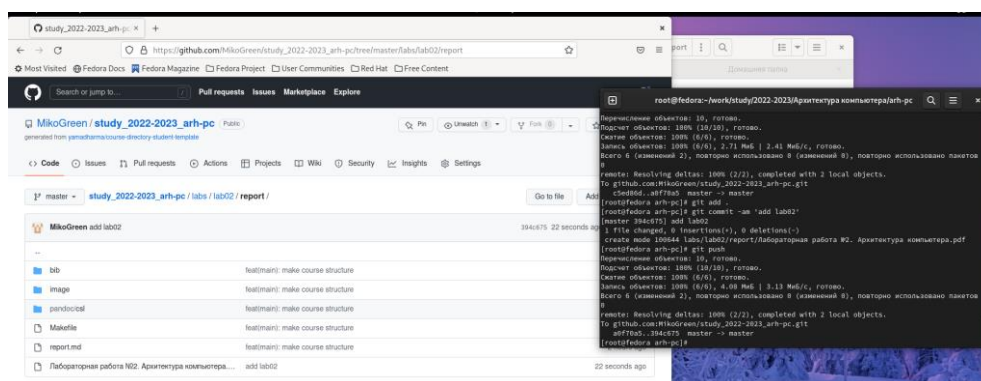 study_2022-2023_arh-pc
https://github.com/MikoGreen/study_2022-2023_arh-pc/tree/master/labs/lab02/report
Most Visited Fedora Docs Fedora Magazine Fedora Project User Communities Red Hat Free Content
Search or jump to... / Pull requests Issues Marketplace Explore
MikoGreen / study_2022-2023_arh-pc Public
Pin Unwatch 1 Fork 0
generated from yamadharma/course-directory-student-template
Code Issues Pull requests Actions Projects Wiki Security Insights Settings
master study_2022-2023_arh-pc / labs / lab02 / report /
Go to file Add
MikoGreen add lab02
394c675 22 seconds ago
..
bib feat(main): make course structure
image feat(main): make course structure
pandoc/csl feat(main): make course structure
Makefile feat(main): make course structure
report.md feat(main): make course structure
Лабораторная работа №2. Архитектура компьютера.... add lab02 22 seconds ago
port
Домашняя папка
root@fedora:~/work/study/2022-2023/Архитектура компьютера/arh-pc
Перечисление объектов: 10, готово.
Подсчет объектов: 100% (10/10), готово.
Сжатие объектов: 100% (6/6), готово.
Запись объектов: 100% (6/6), 2.71 МиБ | 2.41 МиБ/с, готово.
Всего 6 (изменений 2), повторно использовано 0 (изменений 0), повторно использовано пакетов
0
remote: Resolving deltas: 100% (2/2), completed with 2 local objects.
To github.com:MikoGreen/study_2022-2023_arh-pc.git
c5ed86d..a0f70a5 master -> master
[root@fedora arh-pc]# git add .
[root@fedora arh-pc]# git commit -am 'add lab02'
[master 394c675] add lab02
1 file changed, 0 insertions(+), 0 deletions(-)
create mode 100644 labs/lab02/report/Лабораторная работа №2. Архитектура компьютера.pdf
[root@fedora arh-pc]# git push
Перечисление объектов: 10, готово.
Подсчет объектов: 100% (10/10), готово.
Сжатие объектов: 100% (6/6), готово.
Запись объектов: 100% (6/6), 4.08 МиБ | 3.13 МиБ/с, готово.
Всего 6 (изменений 2), повторно использовано 0 (изменений 0), повторно использовано пакетов
0
remote: Resolving deltas: 100% (2/2), completed with 2 local objects.
To github.com:MikoGreen/study_2022-2023_arh-pc.git
a0f70a5..394c675 master -> master
[root@fedora arh-pc]#